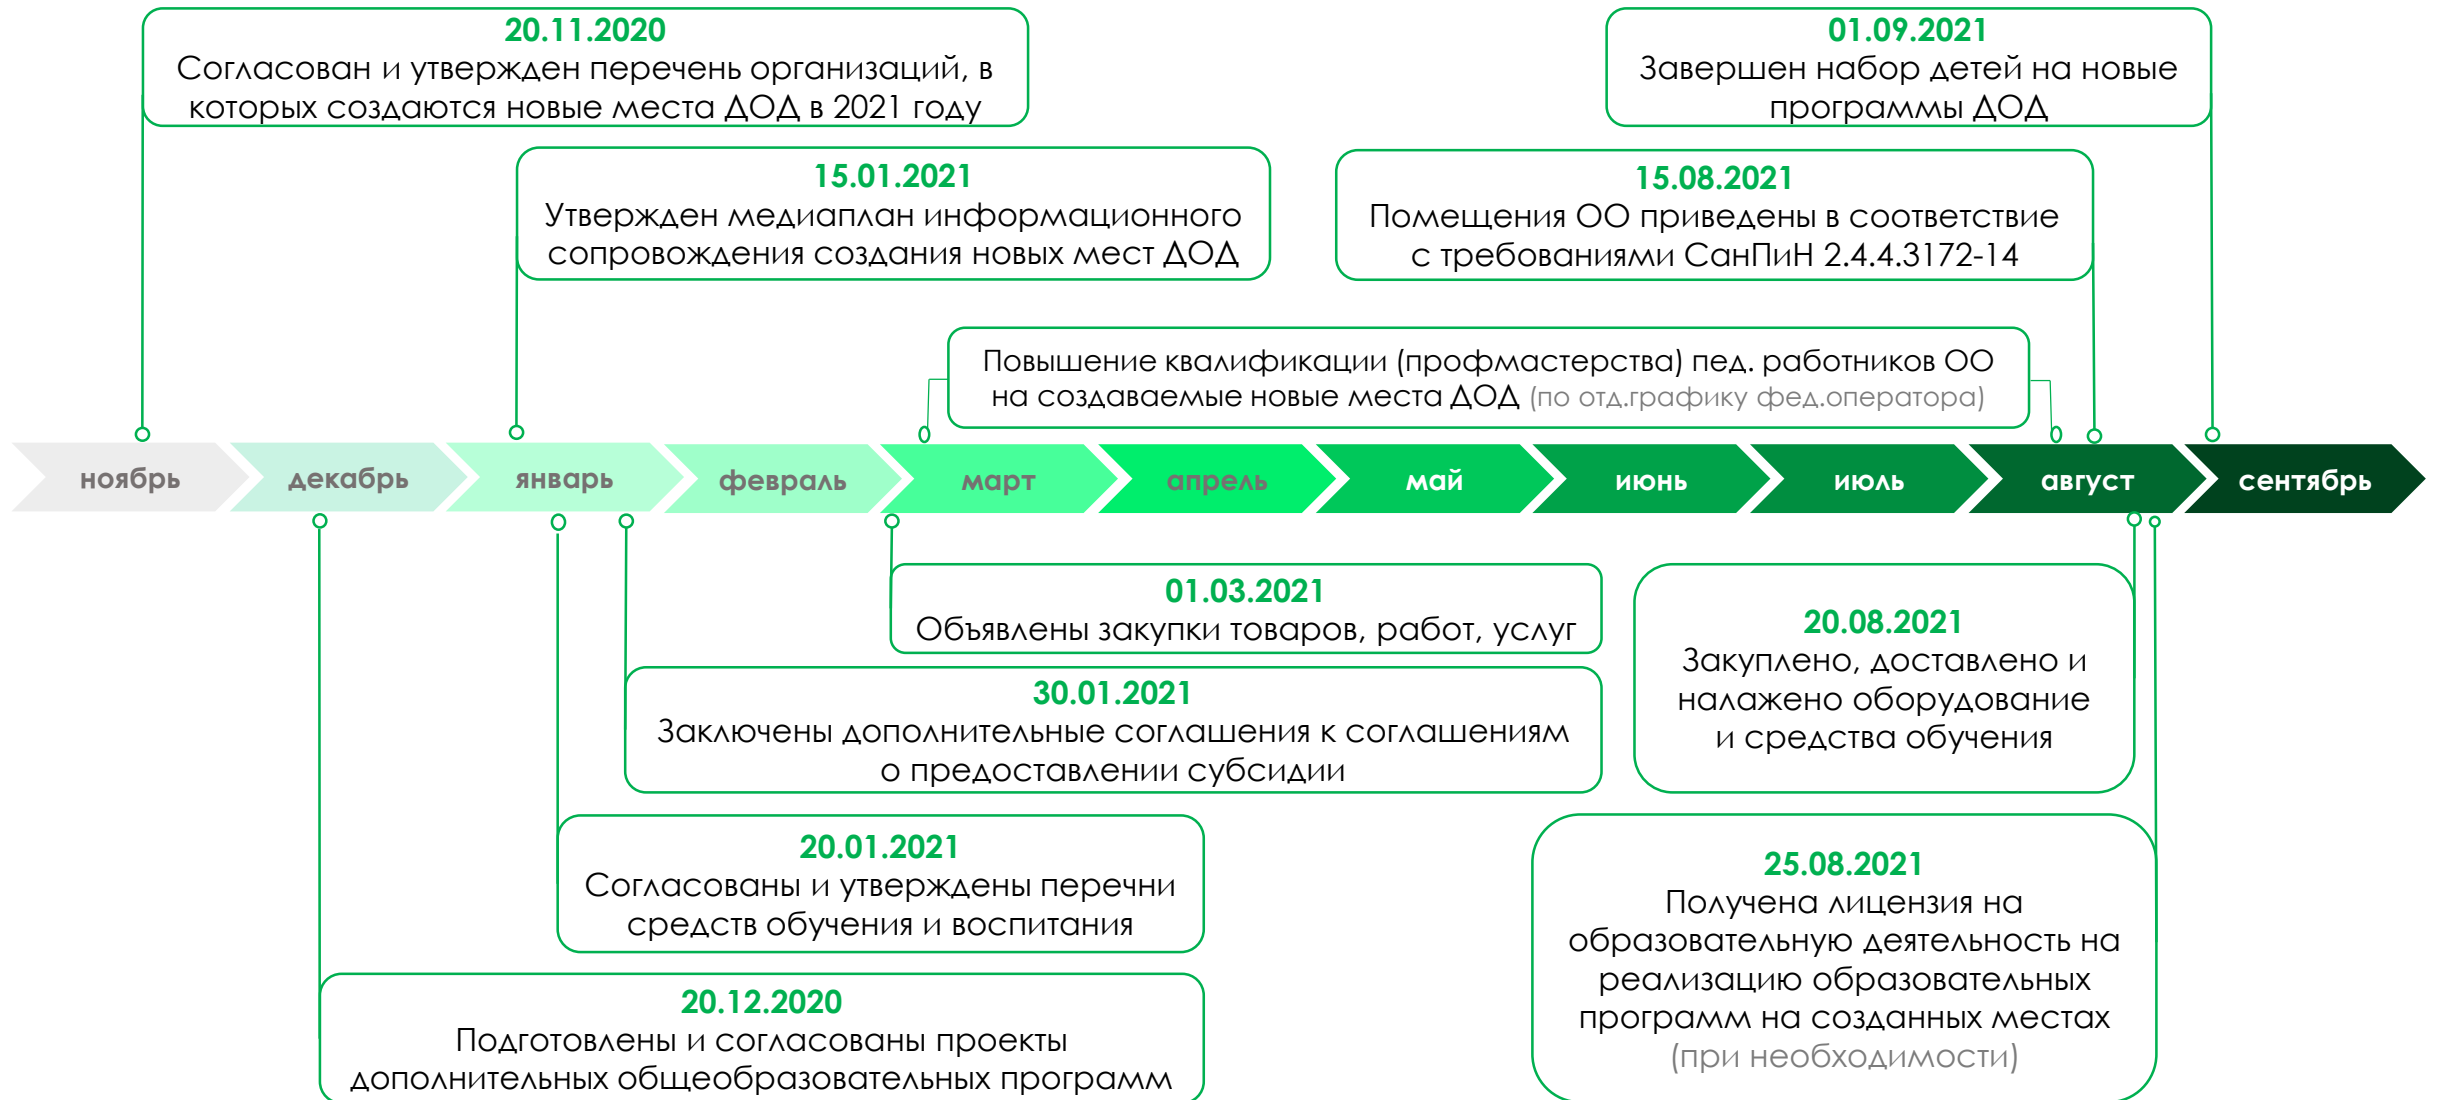 20.11.2020
Согласован и утвержден перечень организаций, в
которых создаются новые места ДОД в 2021 году
01.09.2021
Завершен набор детей на новые
программы ДОД
15.01.2021
Утвержден медиаплан информационного
сопровождения создания новых мест ДОД
15.08.2021
Помещения ОО приведены в соответствие
с требованиями СанПиН 2.4.4.3172-14
Повышение квалификации (профмастерства) пед. работников ОО
на создаваемые новые места ДОД (по отд.графику фед.оператора)
ноябрь
декабрь
январь
февраль
март
апрель
май
июнь
июль
август
сентябрь
01.03.2021
Объявлены закупки товаров, работ, услуг
30.01.2021
Заключены дополнительные соглашения к соглашениям
о предоставлении субсидии
20.01.2021
Согласованы и утверждены перечни
средств обучения и воспитания
20.12.2020
Подготовлены и согласованы проекты
дополнительных общеобразовательных программ
20.08.2021
Закуплено, доставлено и
налажено оборудование
и средства обучения
25.08.2021
Получена лицензия на
образовательную деятельность на
реализацию образовательных
программ на созданных местах
(при необходимости)